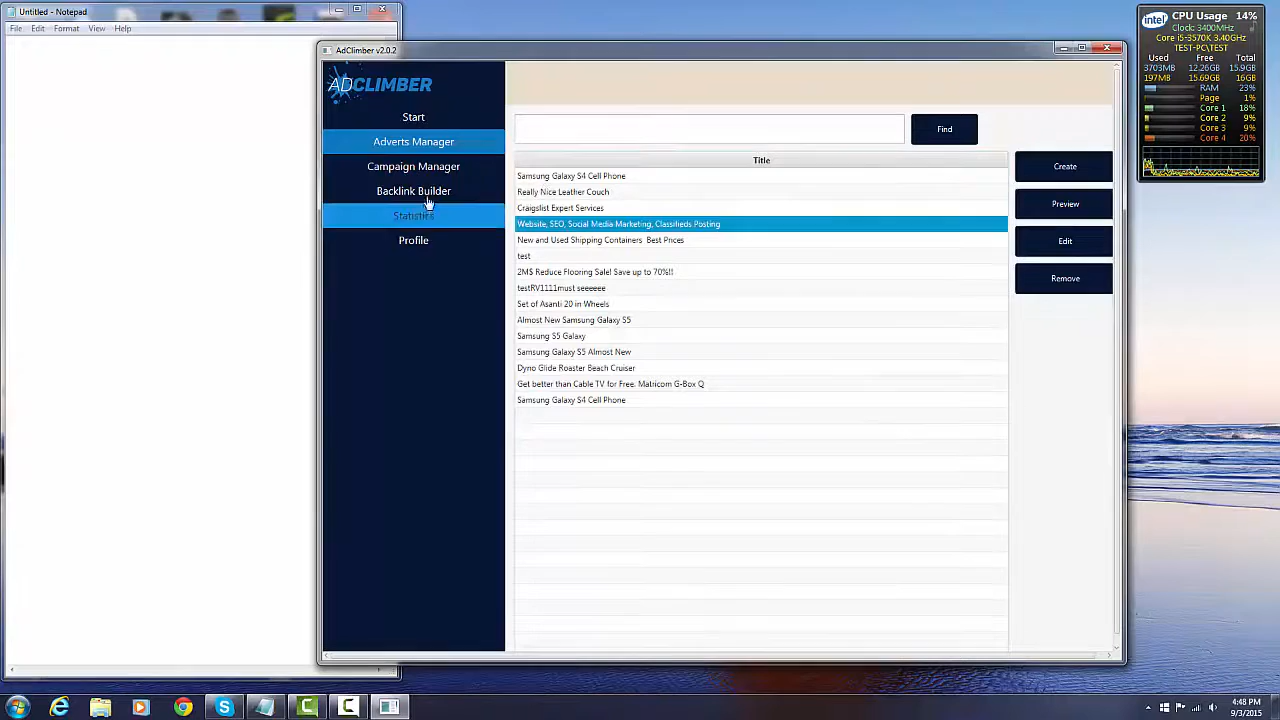 Untitled - Notepad
File Edit Format View Help
AdClimber v2.0.2
ADCLIMBER
Start
Adverts Manager
Campaign Manager
Backlink Builder
Statistics
Profile
Find
Title
Samsung Galaxy S4 Cell Phone
Really Nice Leather Couch
Craigslist Expert Services
Website, SEO, Social Media Marketing, Classifieds Posting
New and Used Shipping Containers  Best Prices
test
2M$ Reduce Flooring Sale! Save up to 70%!!
testRV1111must seeeeee
Set of Asanti 20 in Wheels
Almost New Samsung Galaxy S5
Samsung S5 Galaxy
Samsung Galaxy S5 Almost New
Dyno Glide Roaster Beach Cruiser
Get better than Cable TV for Free. Matricom G-Box Q
Samsung Galaxy S4 Cell Phone
Create
Preview
Edit
Remove
intel CPU Usage 14%
Clock: 3400MHz
Core i5-3570K 3.40GHz
TEST-PC\TEST
Used Free Total
3703MB 12.26GB 15.9GB
197MB 15.69GB 16GB
RAM 23%
Page 1%
Core 1 18%
Core 2 9%
Core 3 9%
Core 4 20%
4:48 PM
9/3/2015